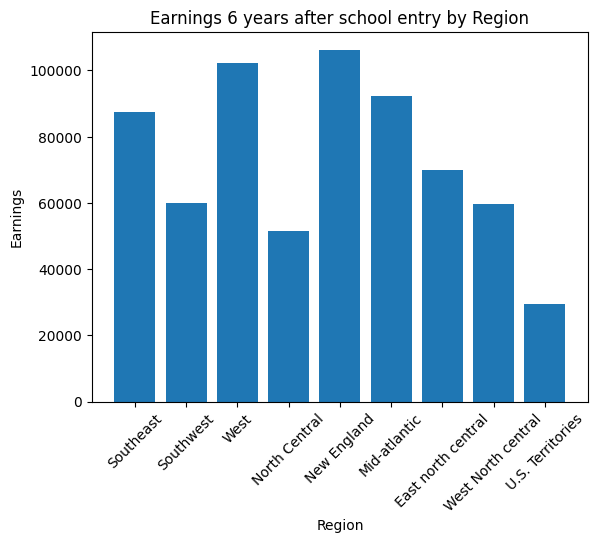 Earnings 6 years after school entry by Region
Earnings
100000
80000
60000
40000
20000
0
Southeast
Southwest
West
North Central
New England
Mid-atlantic
East north central
West North central
U.S. Territories
Region